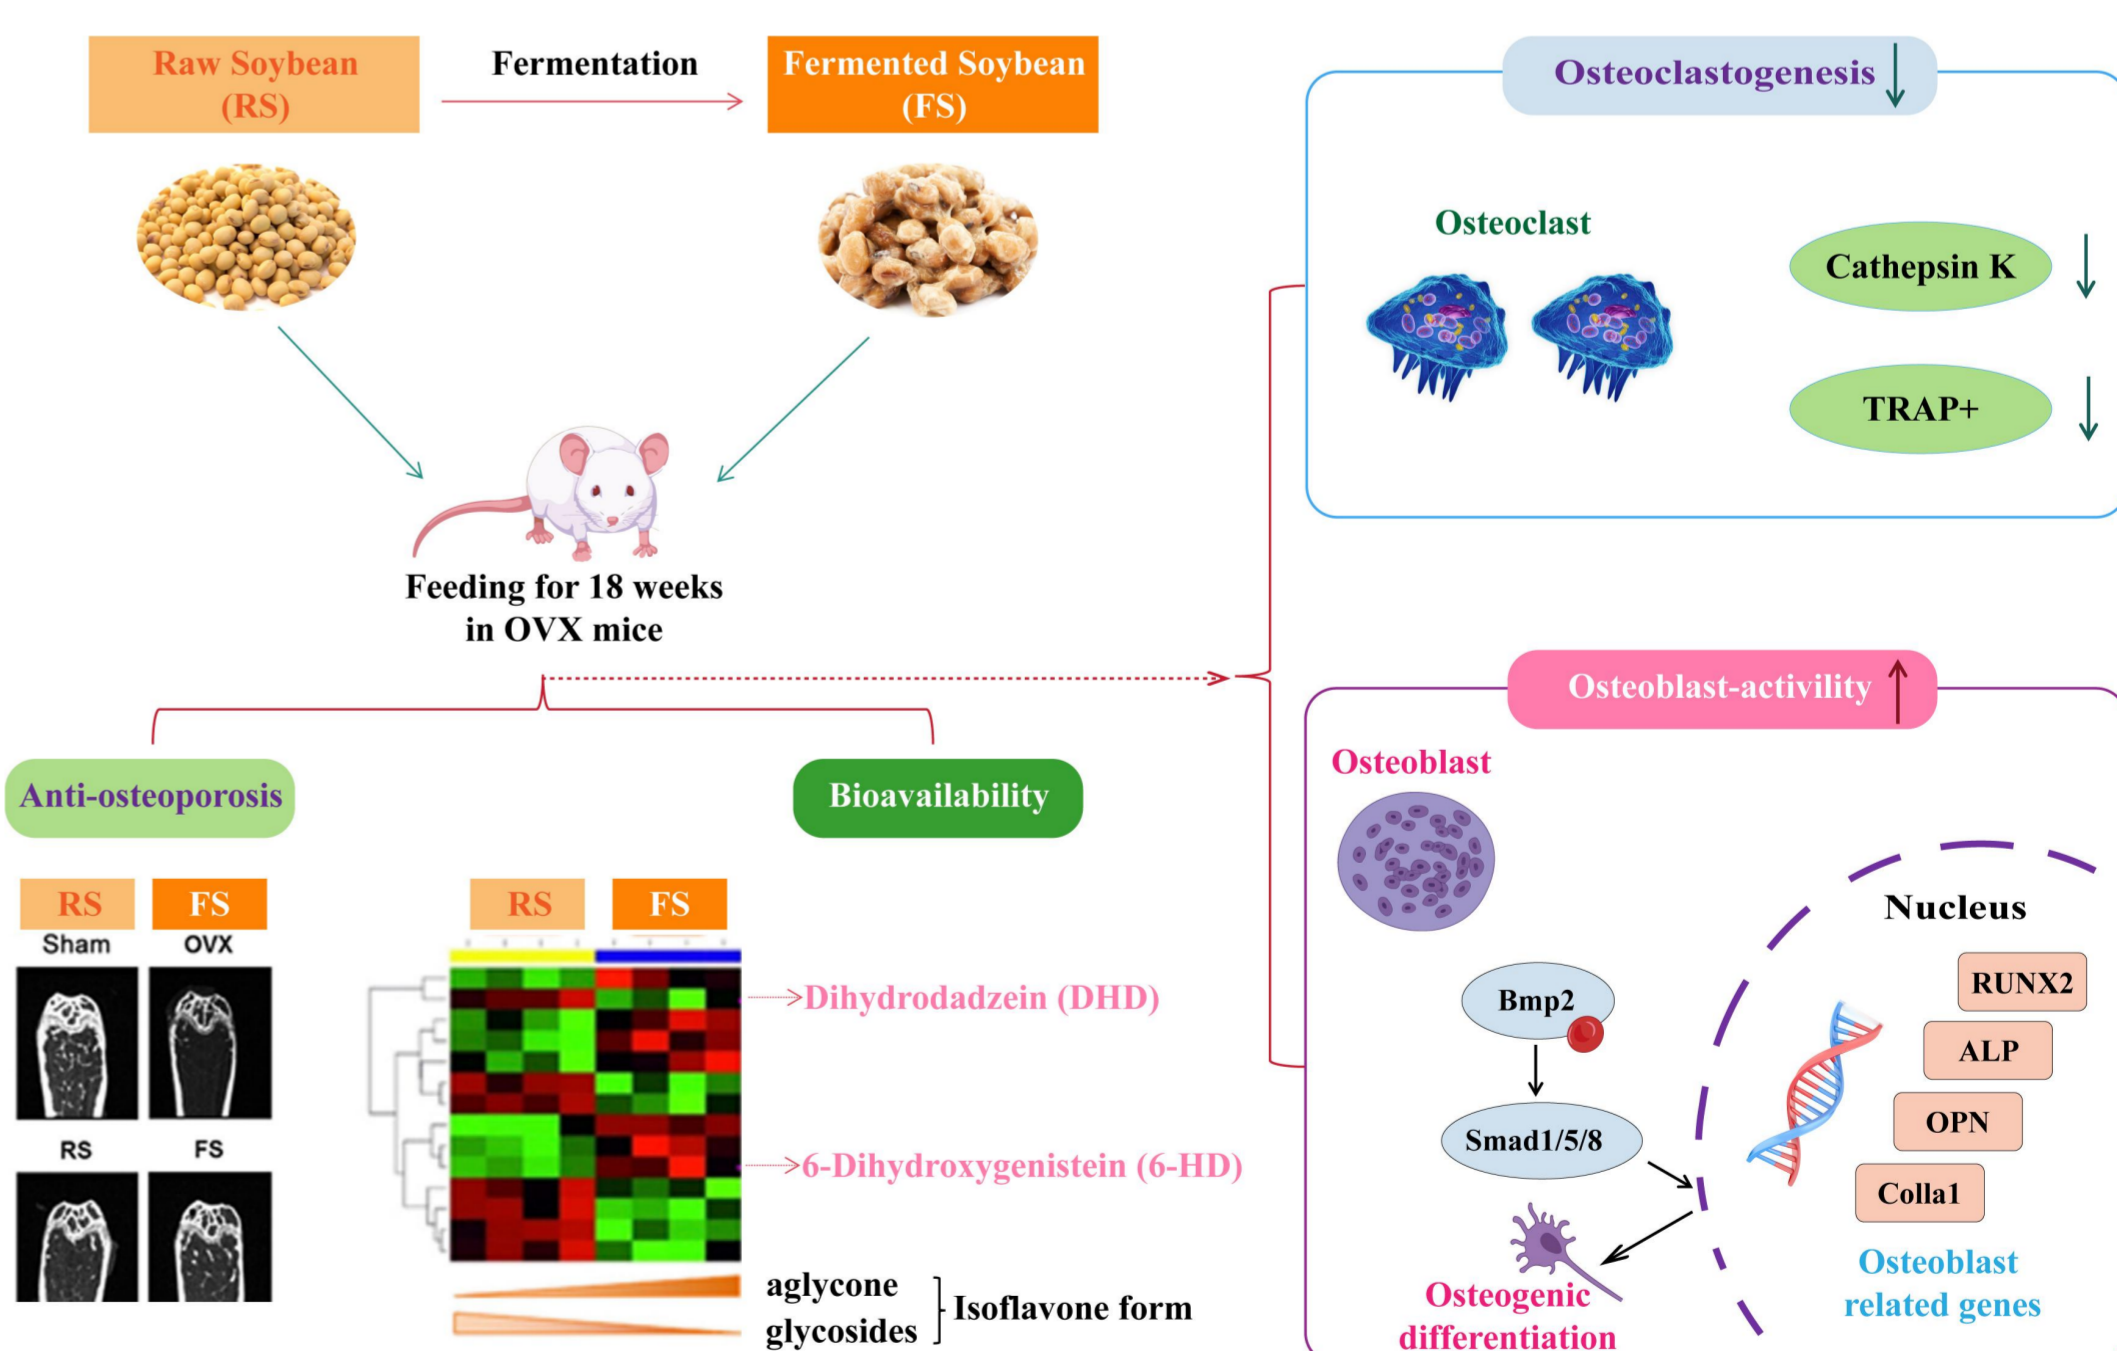 Raw Soybean
(RS)
Fermentation
Fermented Soybean
(FS)
Feeding for 18 weeks
in OVX mice
Anti-osteoporosis
Bioavailability
RS
FS
Sham
OVX
RS
FS
RS
FS
Dihydrodadzein (DHD)
6-Dihydroxygenistein (6-HD)
aglycone
glycosides
Isoflavone form
Osteoclastogenesis
Osteoclast
Cathepsin K
TRAP+
Osteoblast-activility
Osteoblast
Bmp2
Smad1/5/8
Osteogenic
differentiation
Nucleus
RUNX2
ALP
OPN
Colla1
Osteoblast
related genes